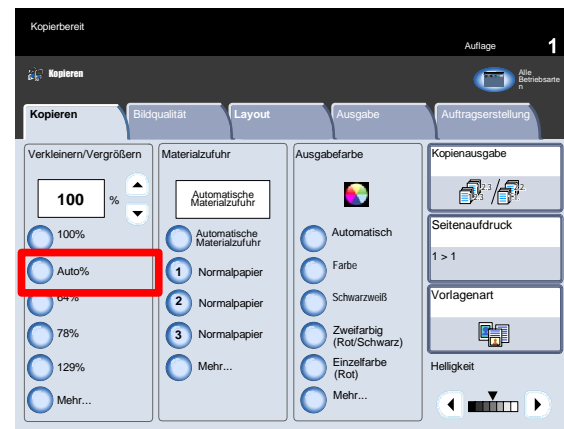 Kopierbereit
Auflage
1
Kopieren
Alle
Betriebsarte
n
Kopieren
Bildqualität
Layout
Ausgabe
Auftragserstellung
Verkleinern/Vergrößern
100
%
100%
Auto%
64%
78%
129%
Mehr...
Materialzufuhr
Automatische
Materialzufuhr
Automatische
Materialzufuhr
1 Normalpapier
2 Normalpapier
3 Normalpapier
Mehr...
Ausgabefarbe
Automatisch
Farbe
Schwarzweiß
Zweifarbig
(Rot/Schwarz)
Einzelfarbe
(Rot)
Mehr...
Kopienausgabe
Seitenaufdruck
1 > 1
Vorlagenart
Helligkeit